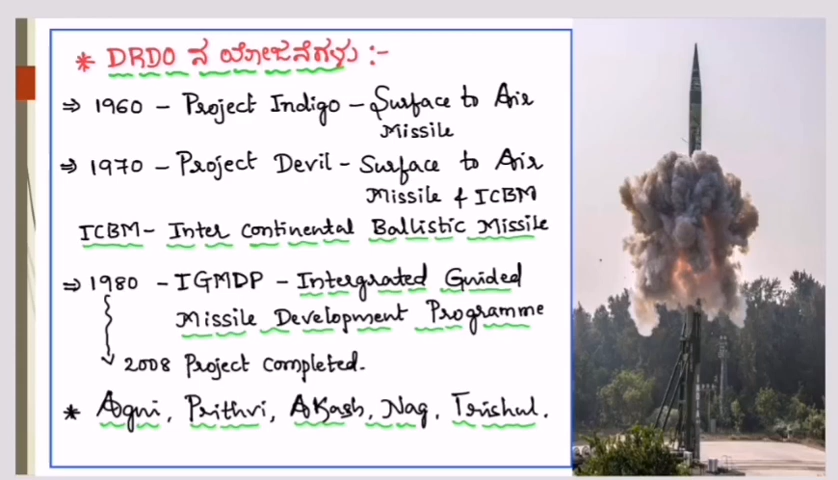 * DRDO ನ ಯೋಜನೆಗಳು :-
⇒ 1960 - Project Indigo - Surface to Air
Missile
⇒ 1970 - Project Devil - Surface to Air
Missile & ICBM
ICBM - Inter Continental Ballistic Missile
⇒ 1980 - IGMDP - Intergrated Guided
Missile Development Programme
2008 Project Completed.
* Agni, Prithvi, Akash, Nag, Trishul.